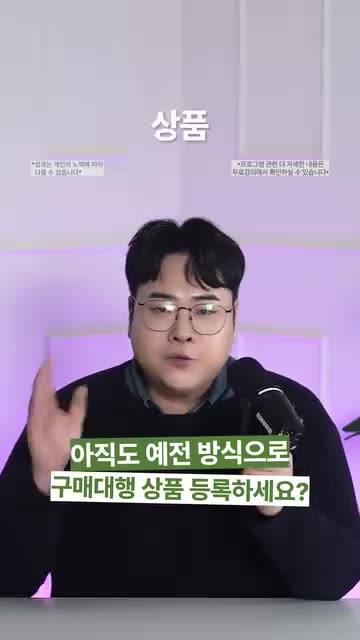 상품
*성과는 개인의 노력에 따라
다를 수 있습니다*
*프로그램 관련 더 자세한 내용은
무료강의에서 확인하실 수 있습니다*
아직도 예전 방식으로
구매대행 상품 등록하세요?